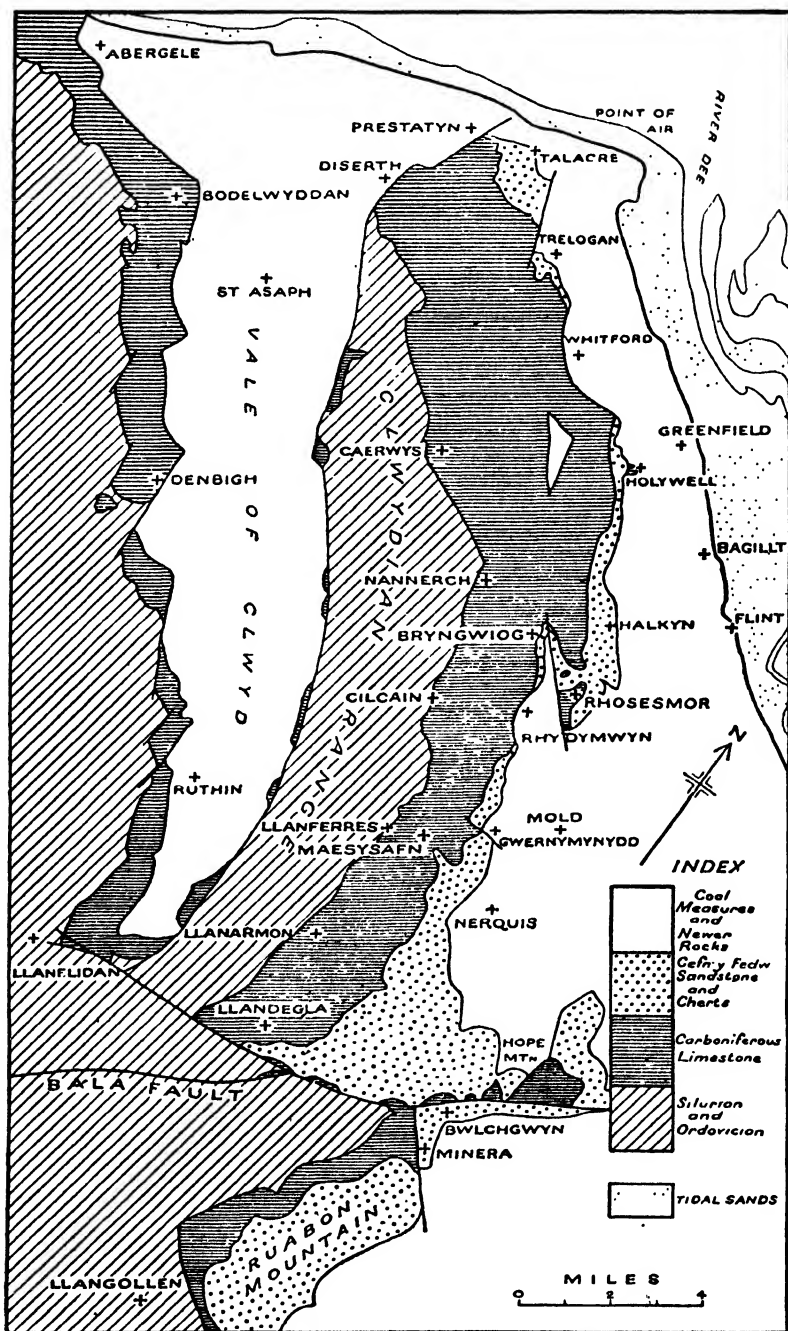 ABERGELE
POINT OF
AIR
RIVER DEE
PRESTATYN
TALACRE
DISERTH
BODELWYDDAN
TRELOGAN
ST ASAPH
VALE OF CLWYD
WHITFORD
CLWYDIAN RANGE
GREENFIELD
CAERWYS
HOLYWELL
DENBIGH
BAGILLT
NANNERCH
BRYNGWIOG
HALKYN
FLINT
CILCAIN
RHOSESMOR
RHYDYMWYN
N
RUTHIN
LLANFERRES
MAESYSAFN
MOLD
GWERNYMYNYDD
INDEX
Coal
Measures
and
Newer
Rocks
NERQUIS
LLANARMON
Cefn-y Fedw
Sandstone
and
Cherts
LLANELIDAN
LLANDEGLA
HOPE
MTN
Carboniferous
Limestone
BALA FAULT
Silurian
and
Ordovician
BWLCHGWYN
MINERA
TIDAL SANDS
RUABON
MOUNTAIN
LLANGOLLEN
MILES
0 2 4